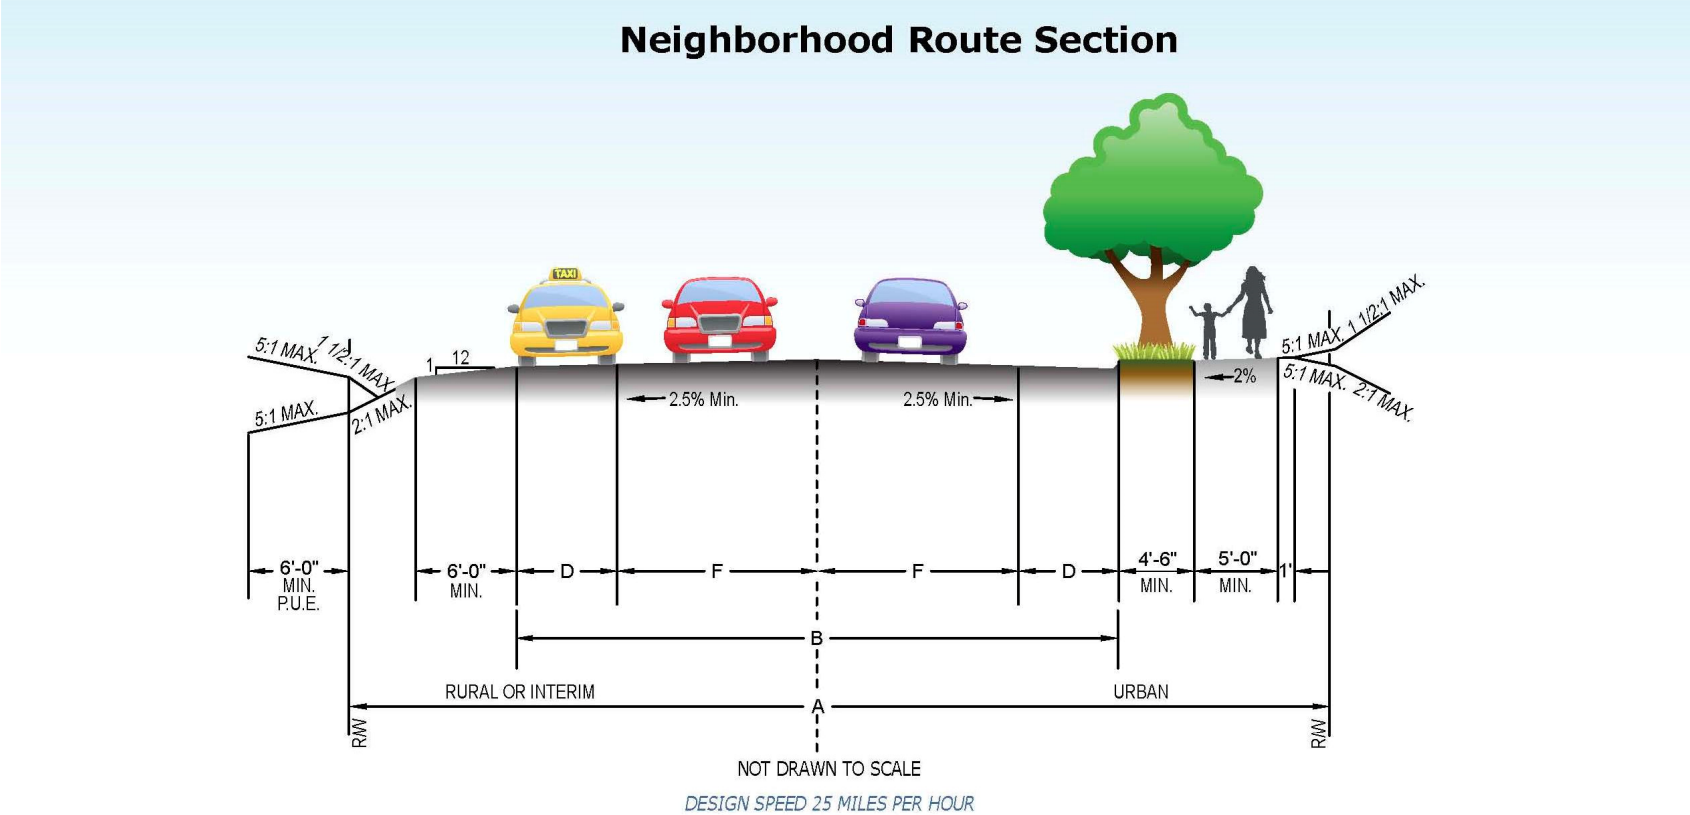 Neighborhood Route Section
TAXI
5:1 MAX.
1 1/2:1 MAX.
5:1 MAX.
2:1 MAX.
1
12
2.5% Min.
2.5% Min.
2%
5:1 MAX.
1 1/2:1 MAX.
5:1 MAX.
2:1 MAX.
6'-0"
MIN.
P.U.E.
6'-0"
MIN.
D
F
F
D
4'-6"
MIN.
5'-0"
MIN.
1'
B
RURAL OR INTERIM
URBAN
A
R/W
R/W
NOT DRAWN TO SCALE
DESIGN SPEED 25 MILES PER HOUR